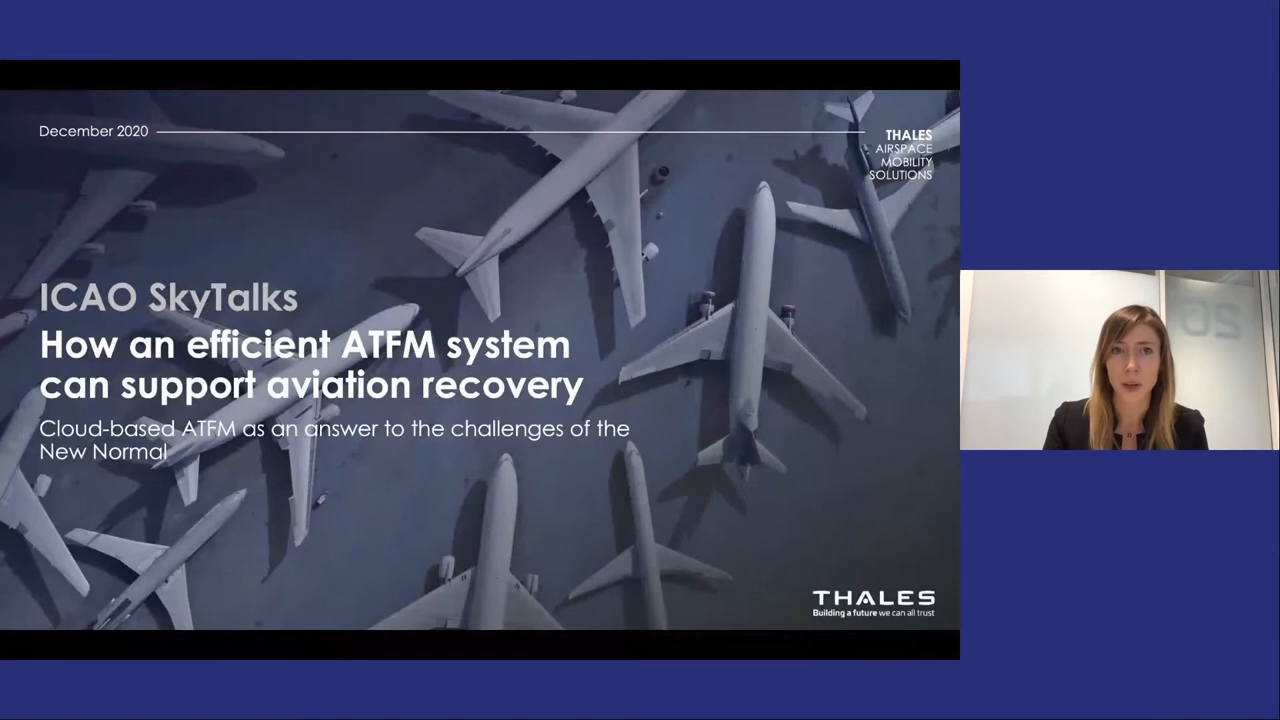 December 2020
THALES
AIRSPACE
MOBILITY
SOLUTIONS
ICAO SkyTalks
How an efficient ATFM system
can support aviation recovery
Cloud-based ATFM as an answer to the challenges of the
New Normal
THALES
Building a future we can all trust
20